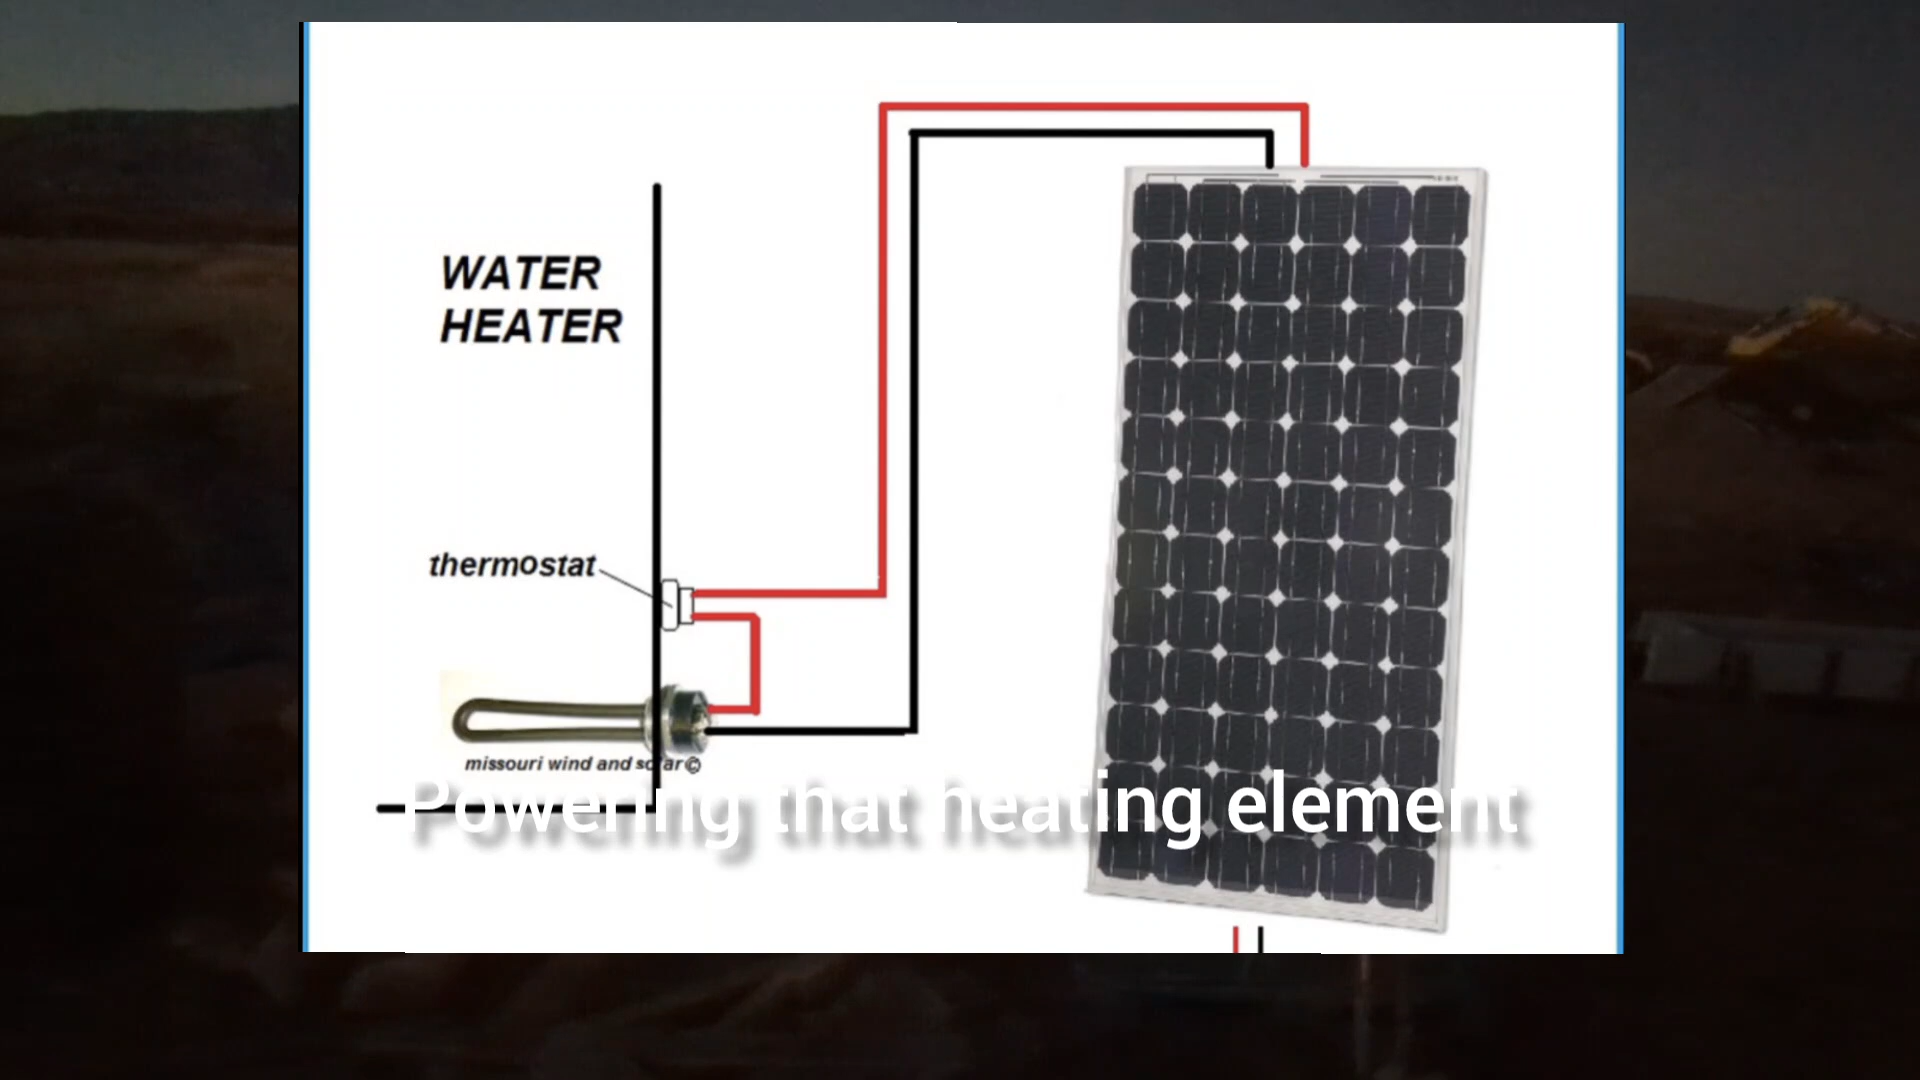 WATER
HEATER
thermostat
missouri wind and solar©
Powering that heating element